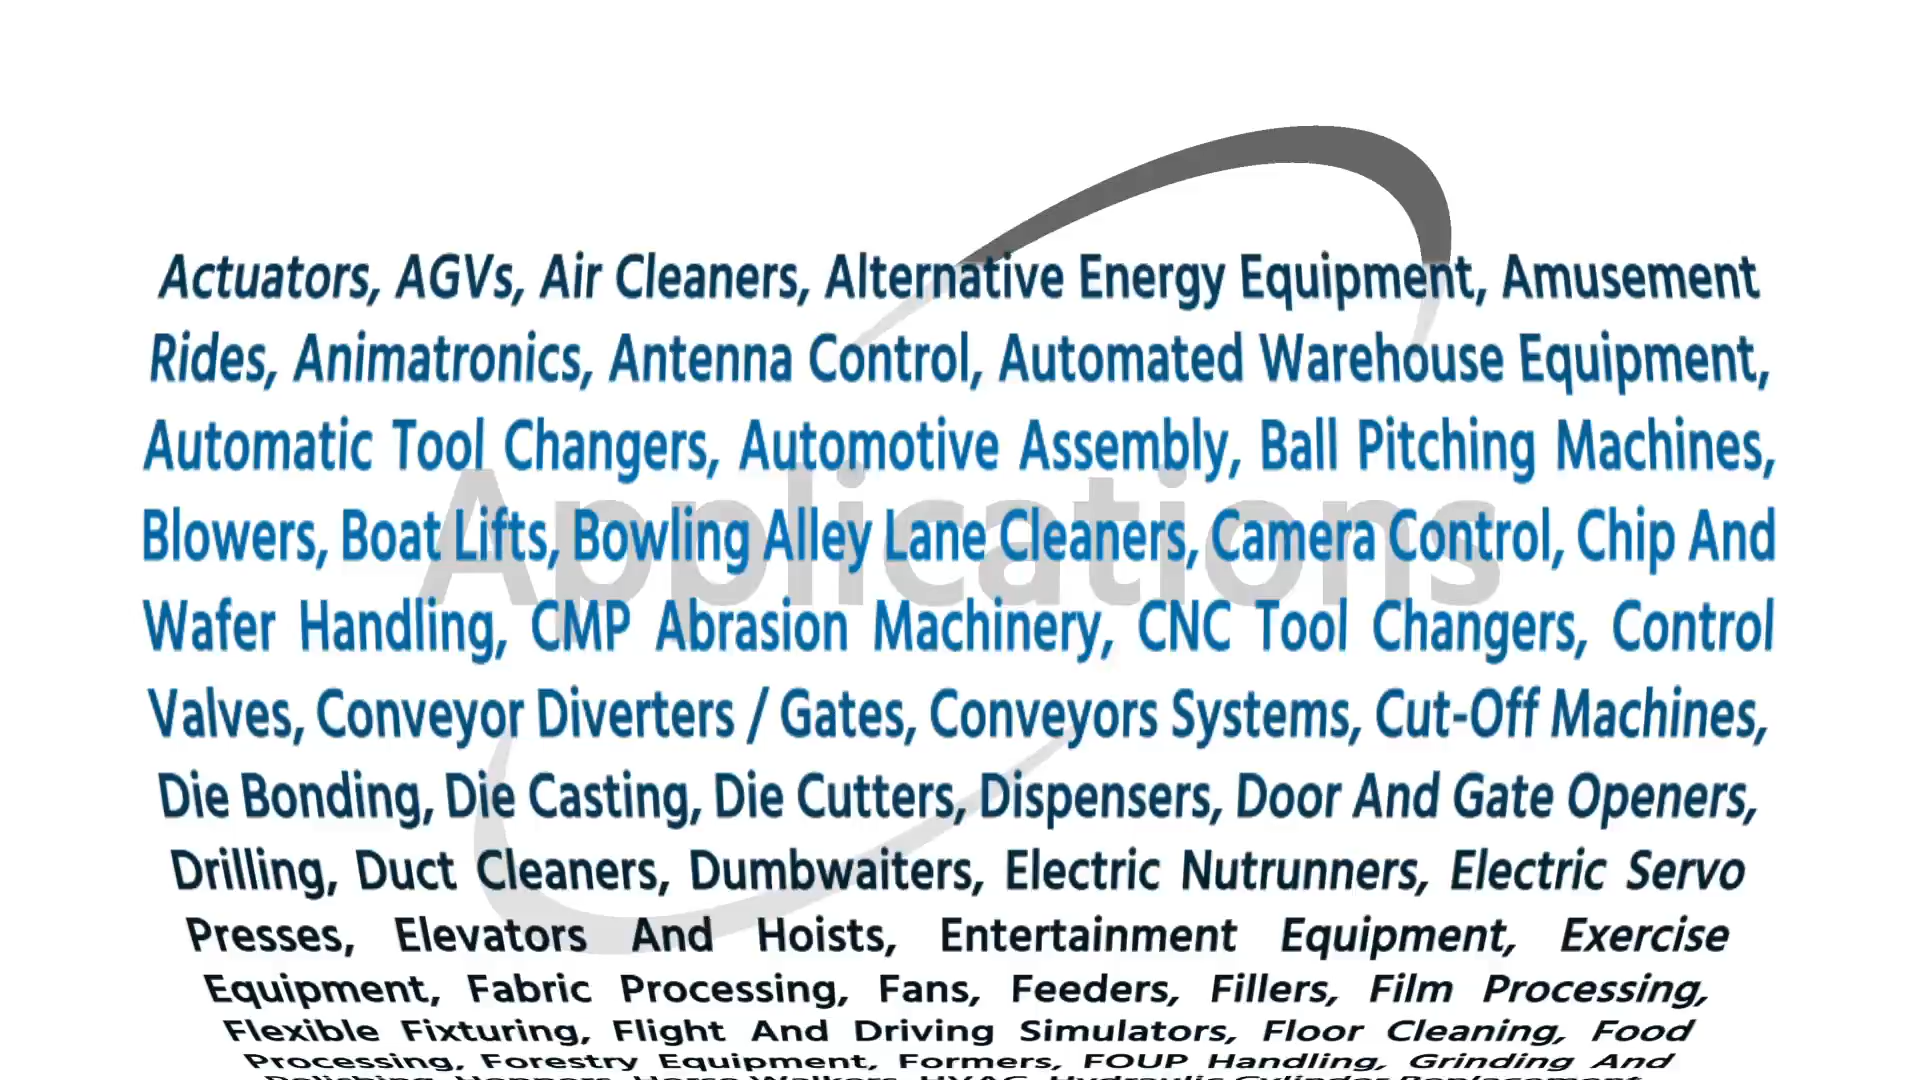 Actuators, AGVs, Air Cleaners, Alternative Energy Equipment, Amusement
Rides, Animatronics, Antenna Control, Automated Warehouse Equipment,
Automatic Tool Changers, Automotive Assembly, Ball Pitching Machines,
Applications
Blowers, Boat Lifts, Bowling Alley Lane Cleaners, Camera Control, Chip And
Wafer Handling, CMP Abrasion Machinery, CNC Tool Changers, Control
Valves, Conveyor Diverters / Gates, Conveyors Systems, Cut-Off Machines,
Die Bonding, Die Casting, Die Cutters, Dispensers, Door And Gate Openers,
Drilling, Duct Cleaners, Dumbwaiters, Electric Nutrunners, Electric Servo
Presses, Elevators And Hoists, Entertainment Equipment, Exercise
Equipment, Fabric Processing, Fans, Feeders, Fillers, Film Processing,
Flexible Fixturing, Flight And Driving Simulators, Floor Cleaning, Food
Processing, Forestry Equipment, Formers, FOUP Handling, Grinding And